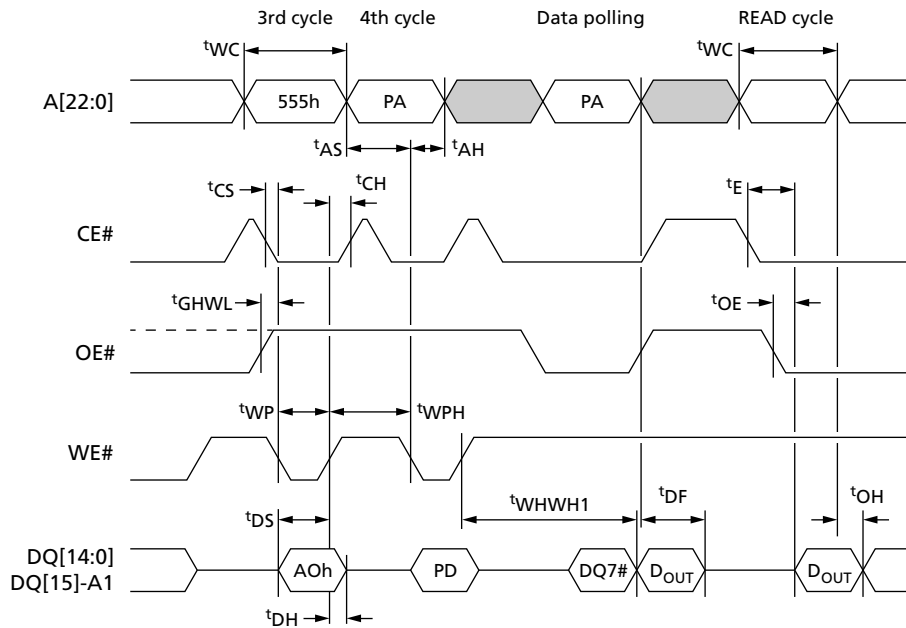 3rd cycle 4th cycle Data polling READ cycle
tWC tWC
A[22:0] 555h PA PA
tAS tAH
tCS tCH tE
CE#
tGHWL tOE
OE#
tWP tWPH
WE#
tWHWH1 tDF tOH
tDS
DQ[14:0]
DQ[15]-A1 AOh PD DQ7# DOUT DOUT
tDH